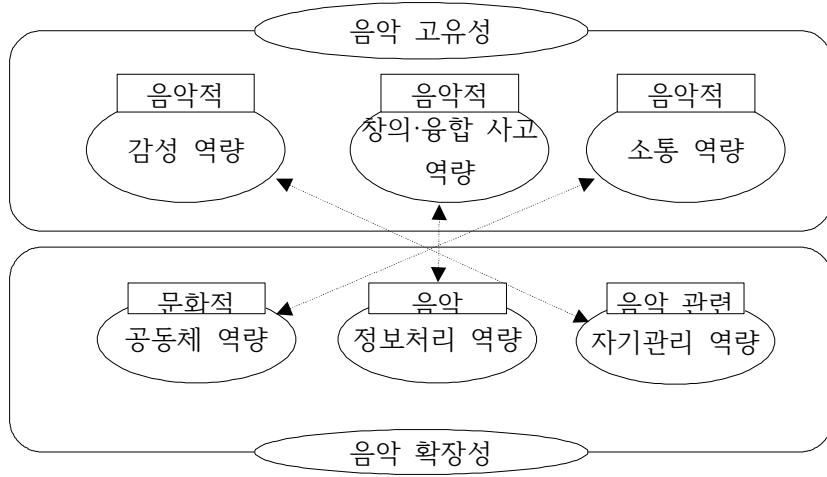 음악 고유성
음악적
감성 역량
음악적
창의·융합 사고
역량
음악적
소통 역량
문화적
공동체 역량
음악
정보처리 역량
음악 관련
자기관리 역량
음악 확장성